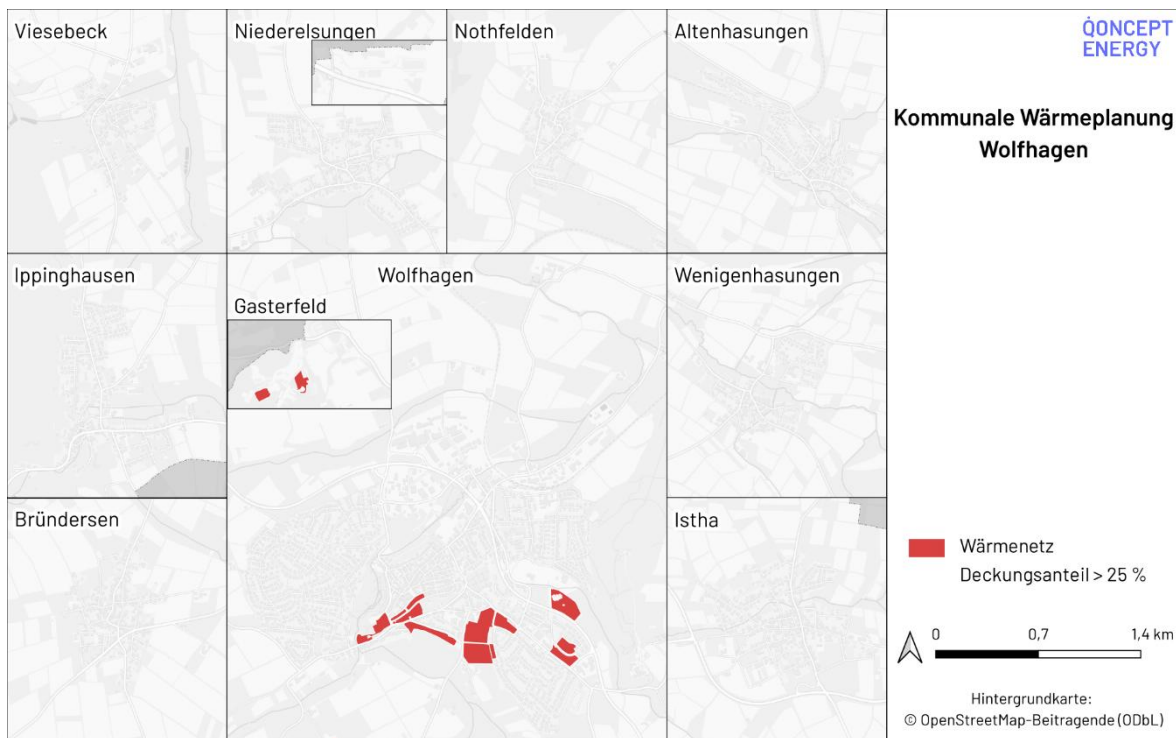 Viesebeck
Niederelsungen
Nothfelden
Altenhasungen
QONCEPT
ENERGY
Kommunale Wärmeplanung
Wolfhagen
Ippinghausen
Wolfhagen
Wenigenhasungen
Gasterfeld
Bründersen
Istha
Wärmenetz
Deckungsanteil > 25 %
0 0,7 1,4 km
Hintergrundkarte:
© OpenStreetMap-Beitragende (ODbL)